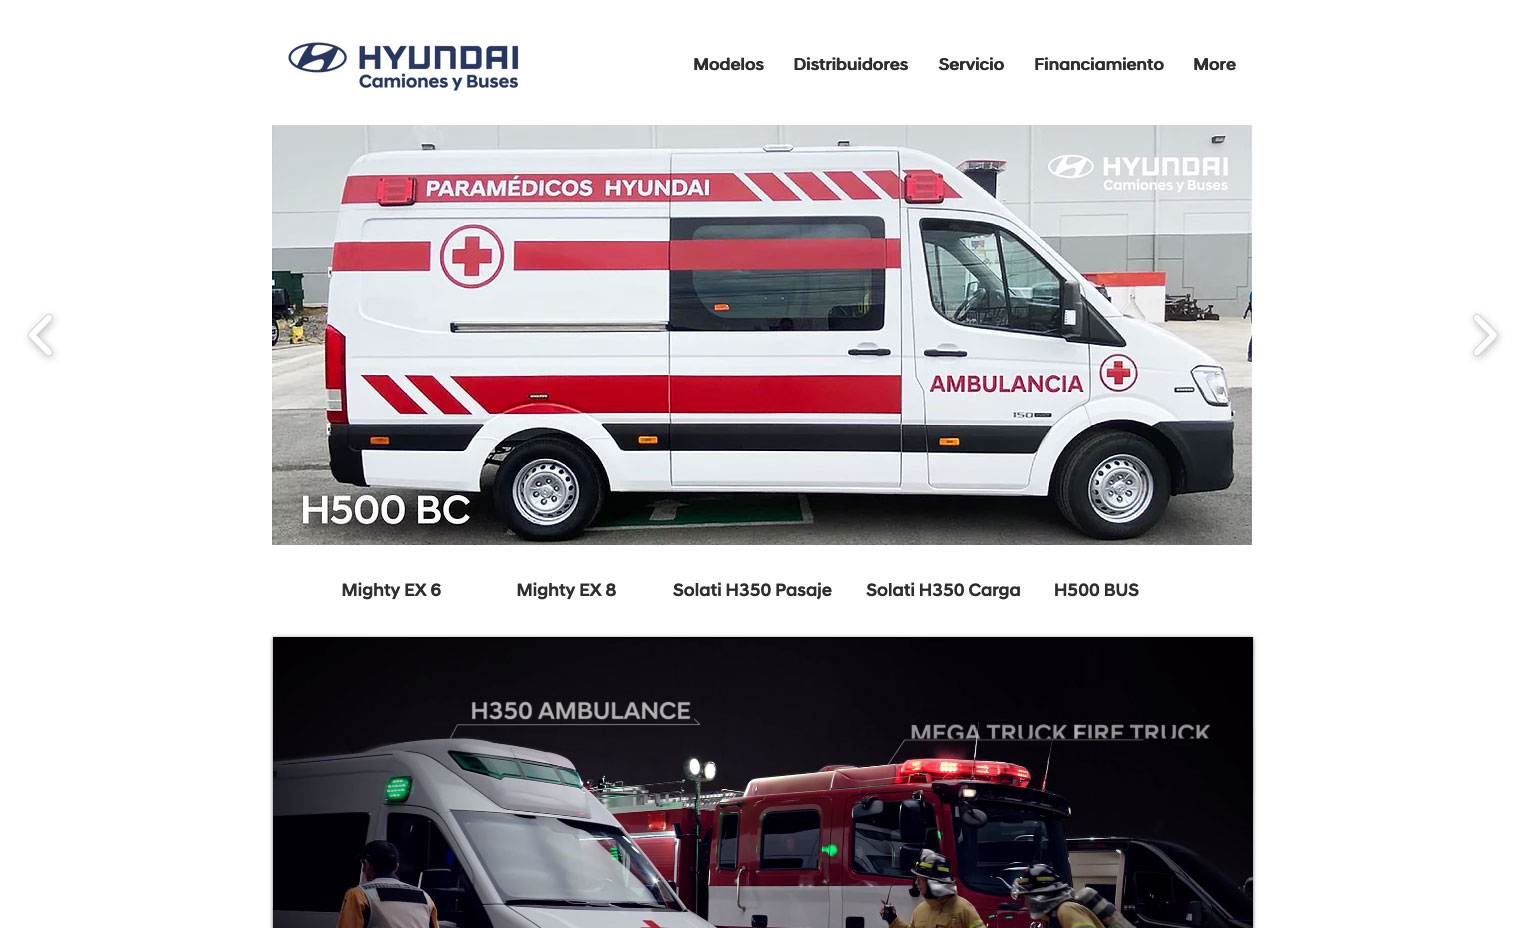 HYUNDAI
Camiones y Buses
Modelos Distribuidores Servicio Financiamiento More
HYUNDAI
Camiones y Buses
PARAMÉDICOS HYUNDAI
AMBULANCIA
150
H500 BC
Mighty EX 6 Mighty EX 8 Solati H350 Pasaje Solati H350 Carga H500 BUS
H350 AMBULANCE
MEGA TRUCK FIRE TRUCK